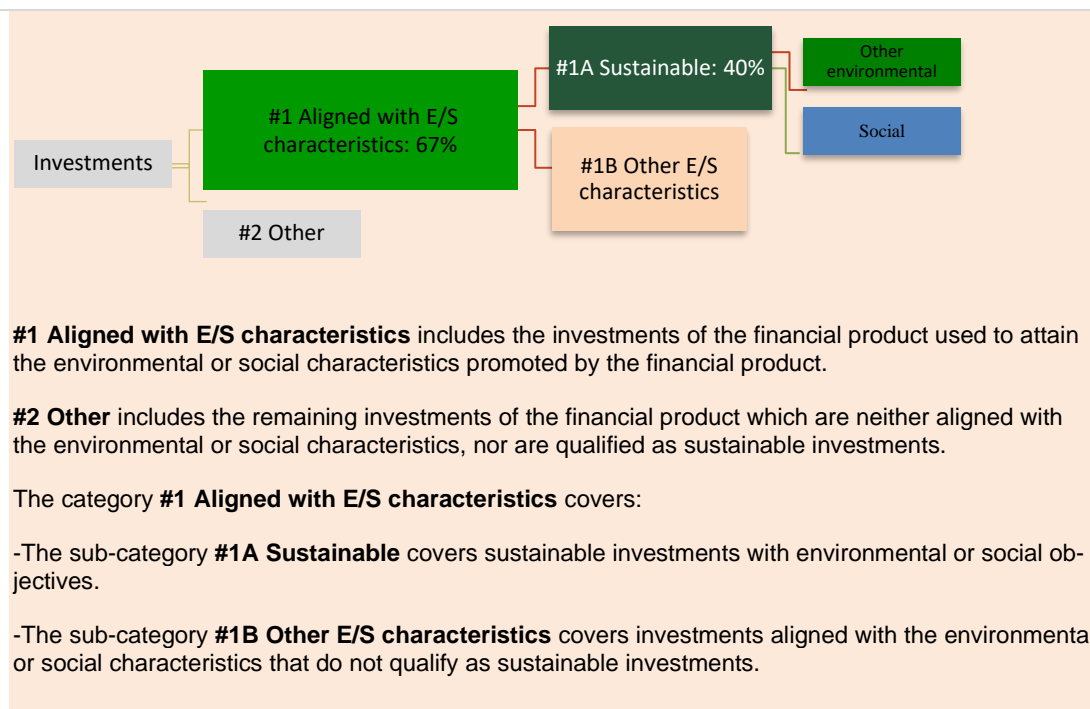 Investments
#1 Aligned with E/S
characteristics: 67%
#2 Other
#1A Sustainable: 40%
#1B Other E/S
characteristics
Other
environmental
Social
#1 Aligned with E/S characteristics includes the investments of the financial product used to attain
the environmental or social characteristics promoted by the financial product.
#2 Other includes the remaining investments of the financial product which are neither aligned with
the environmental or social characteristics, nor are qualified as sustainable investments.
The category #1 Aligned with E/S characteristics covers:
-The sub-category #1A Sustainable covers sustainable investments with environmental or social ob-
jectives.
-The sub-category #1B Other E/S characteristics covers investments aligned with the environmenta
or social characteristics that do not qualify as sustainable investments.